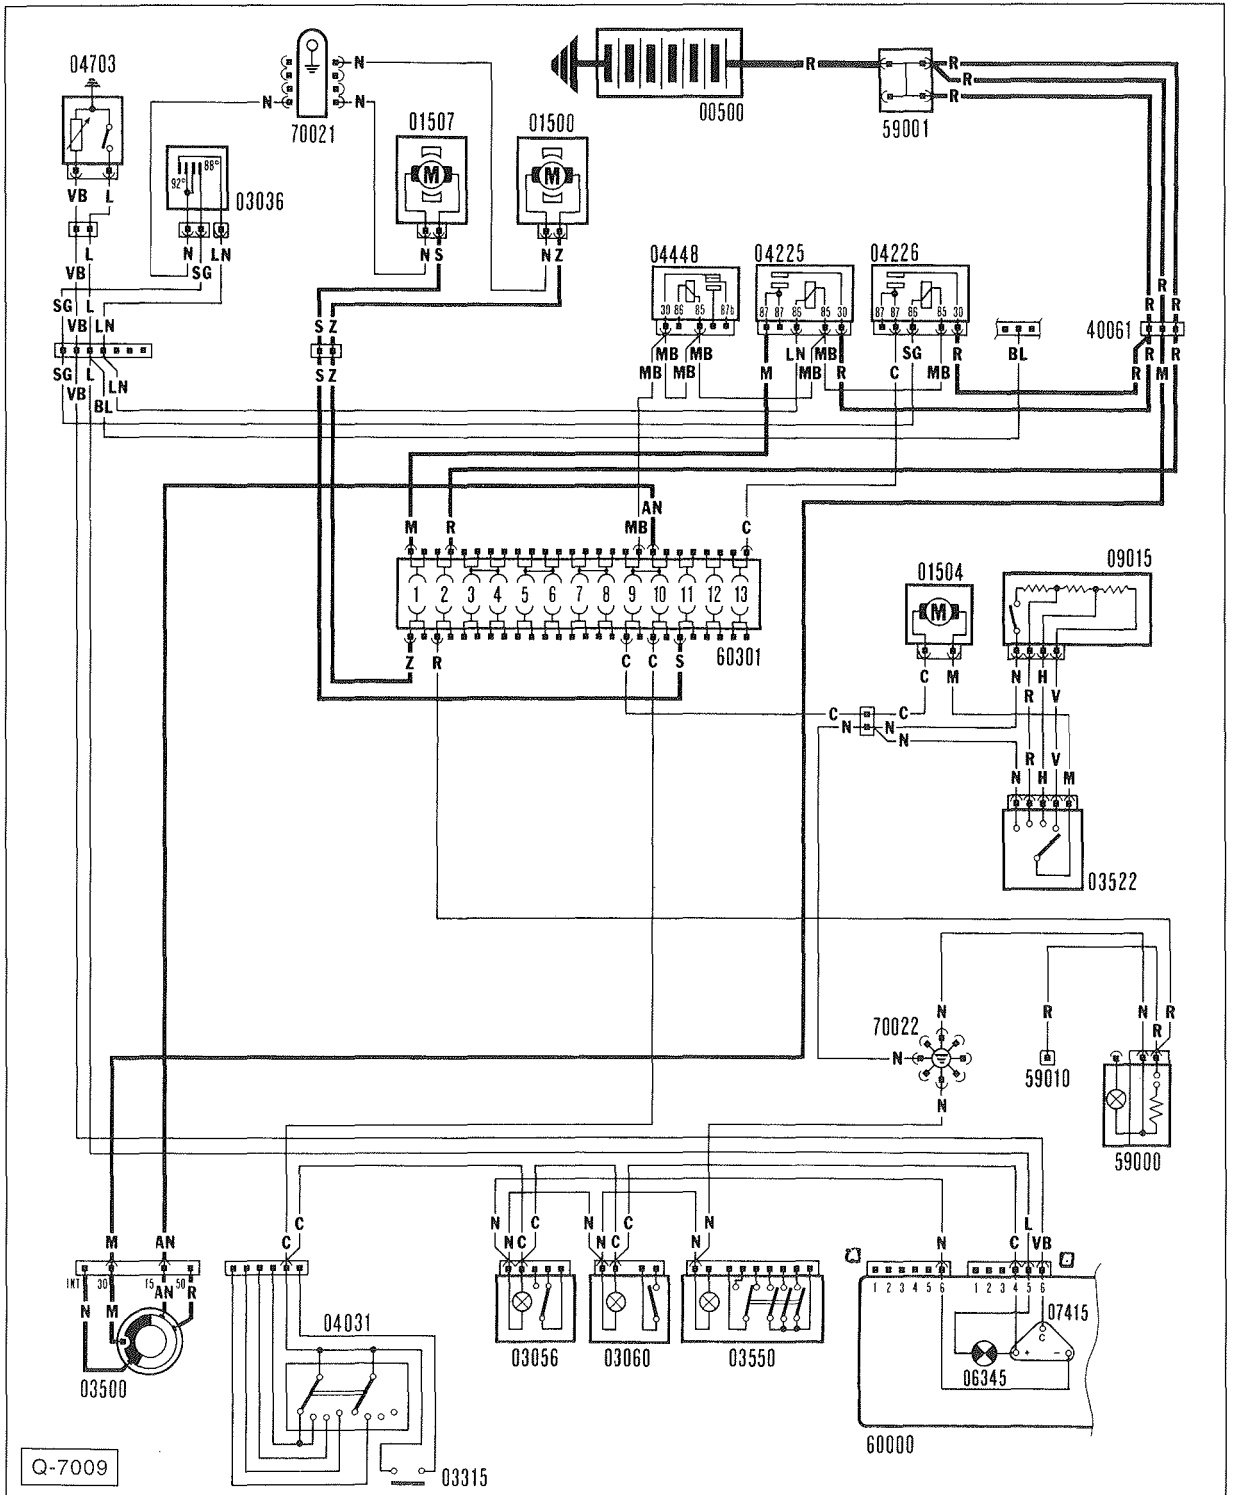 04703
70021
N
N
N
00500
R
59001
R
R
R
01507
01500
M
M
92° 88°
03036
VB L
N SG LN
N S
N Z
L
VB
SG L
VB LN
SG L LN
VB
BL
S Z
S Z
04448 04225 04226
30 86 85 87b
87 87 86 85 30
87 87 86 85 30
MB MB
MB MB
M LN MB R
MB
C SG MB R
BL
40061
R R R
R R M R
M R MB AN C
1 2 3 4 5 6 7 8 9 10 11 12 13
60301
Z R C C S
01504
M
09015
C M
N R H V
C C
N N
N
N R H V M
03522
70022
N
N
N
R
59010
N R R
59000
M AN
INT 30 15 50
N M AN R
03500
C
C
04031
03315
N N C C
03056
N N C C
03060
N N
03550
N
1 2 3 4 5 6
C L VB
1 2 3 4 5 6
07415
C
+ -
06345
60000
Q-7009